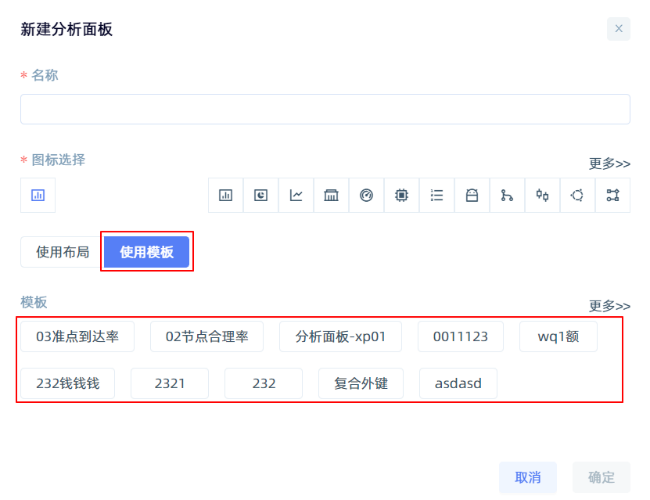 新建分析面板
* 名称
* 图标选择 更多>>
使用布局 使用模板
模板 更多>>
03准点到达率 02节点合理率 分析面板-xp01 0011123 wq1额
232钱钱钱 2321 232 复合外键 asdasd
取消 确定